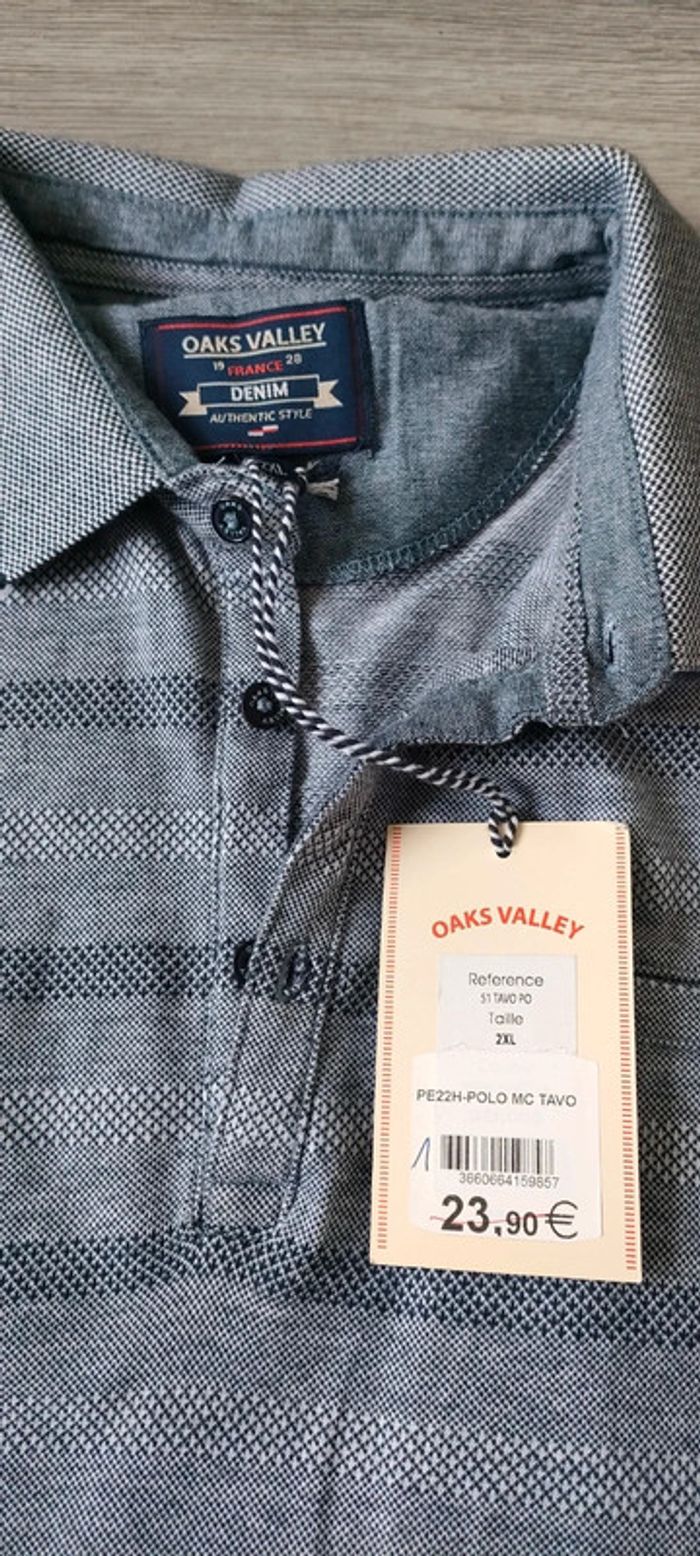 OAKS VALLEY
19 FRANCE 28
DENIM
AUTHENTIC STYLE
OAKS VALLEY
Reference
51 TAVO PO
Taille
2XL
PE22H-POLO MC TAVO
1
3660664159857
23,90€